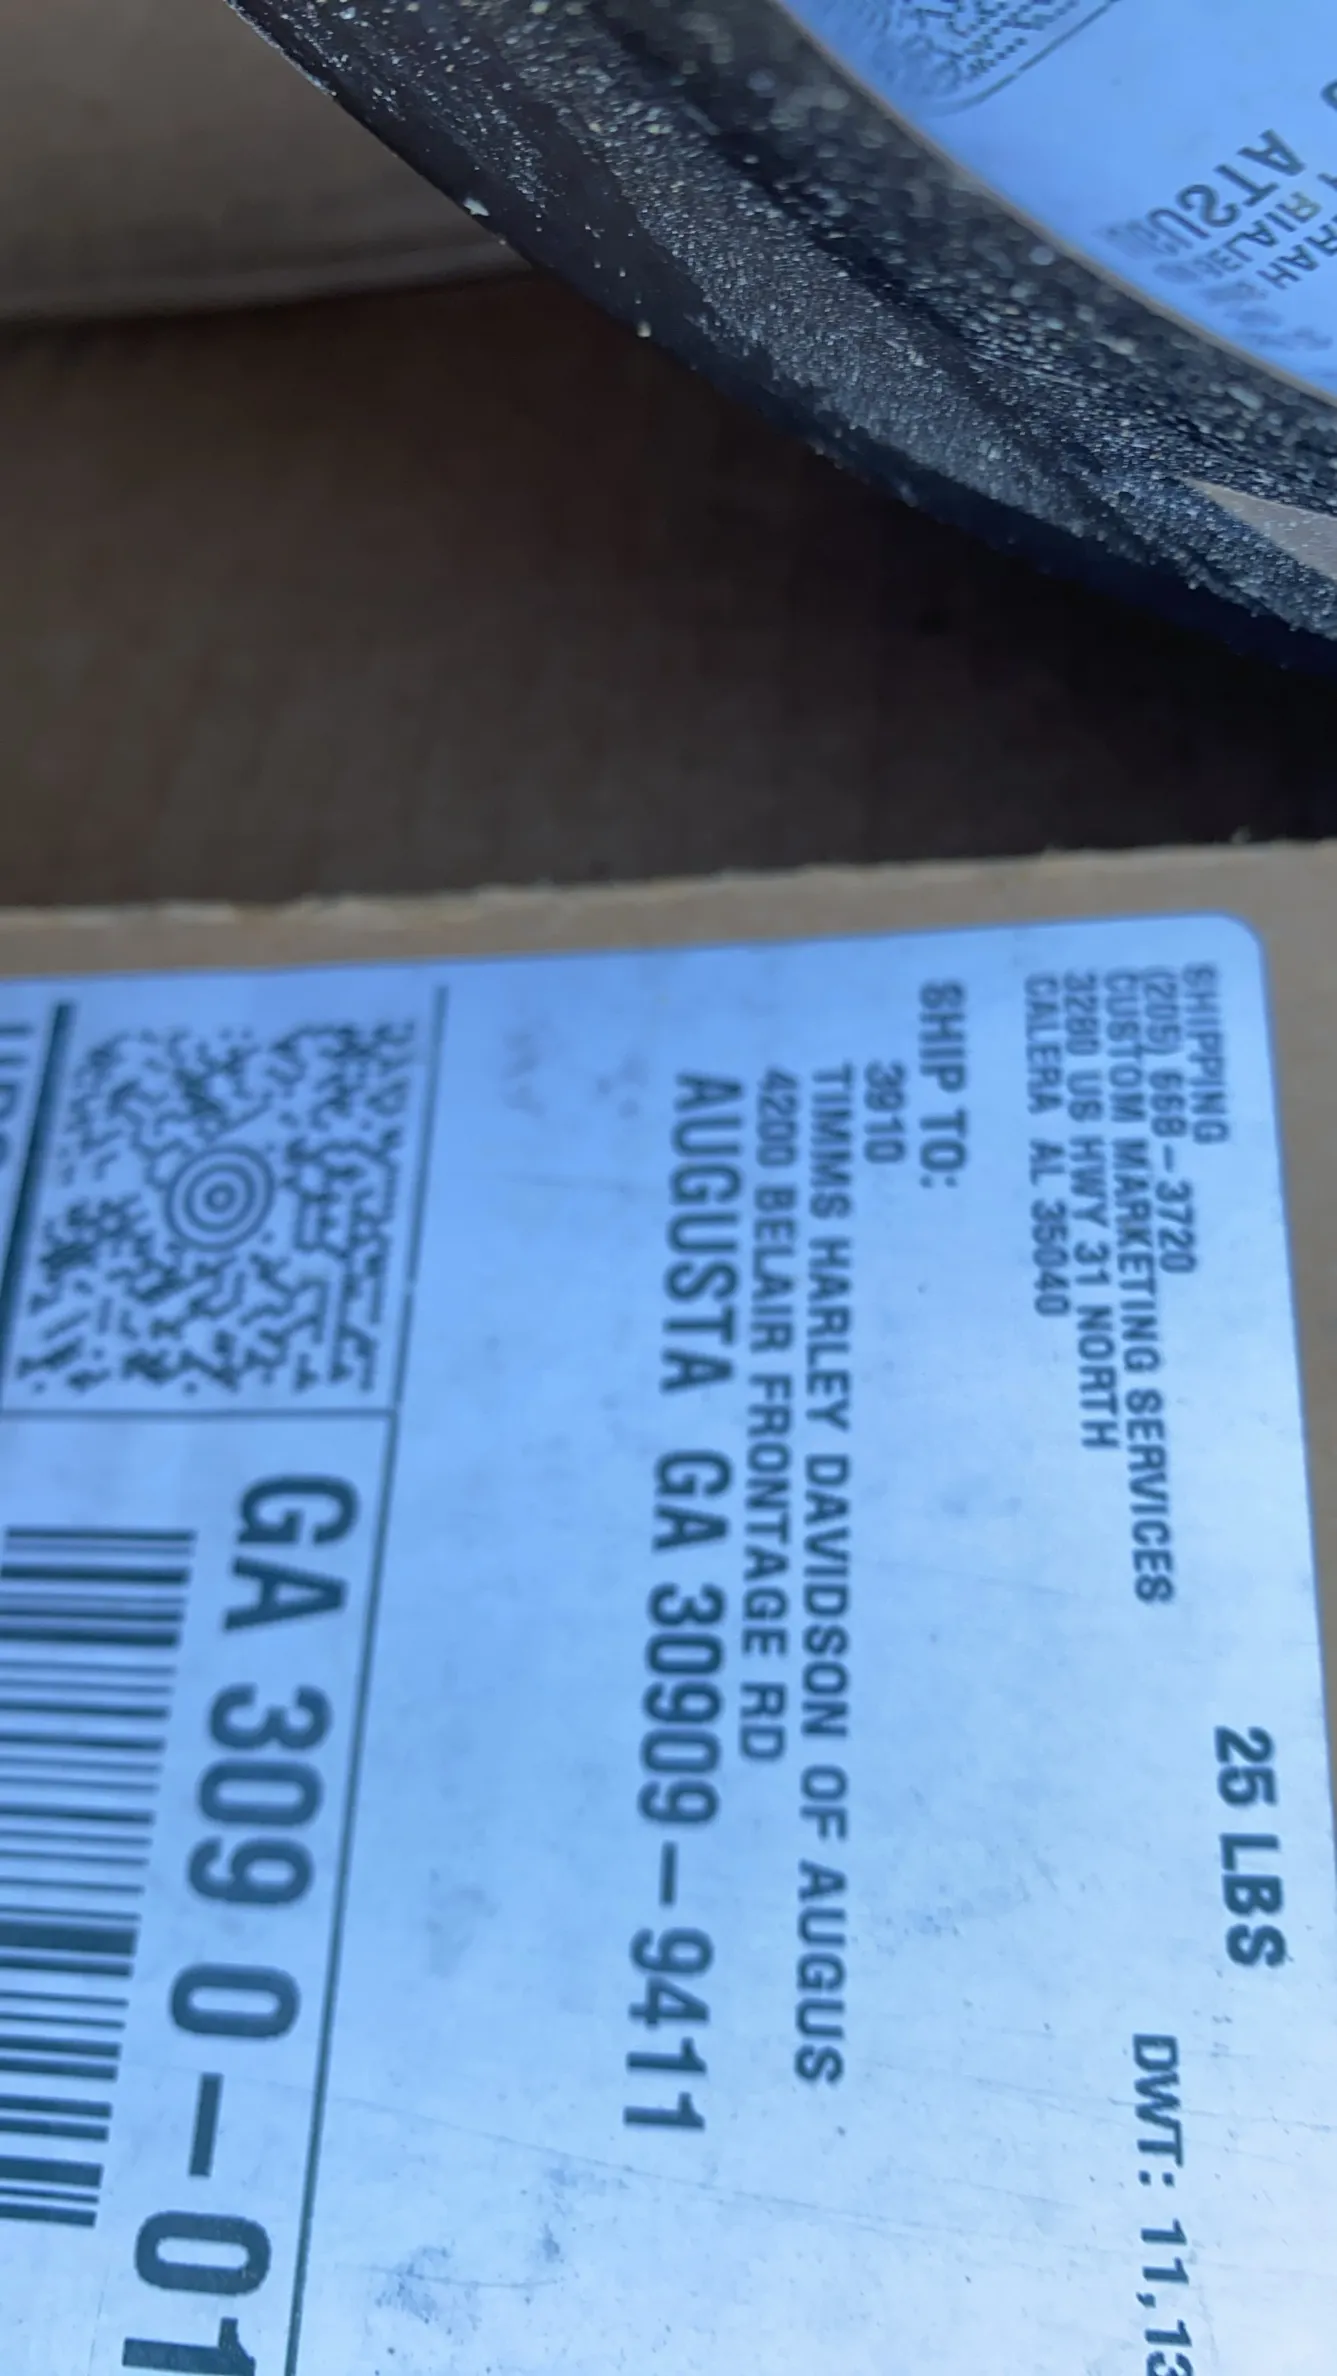 SHIPPING
(205) 668-3720
CUSTOM MARKETING SERVICES
3280 US HWY 31 NORTH
CALERA AL 35040
25 LBS
DWT: 11,13
SHIP TO:
3910
TIMMS HARLEY DAVIDSON OF AUGUS
4200 BELAIR FRONTAGE RD
AUGUSTA GA 30909-9411
GA 309 0-01